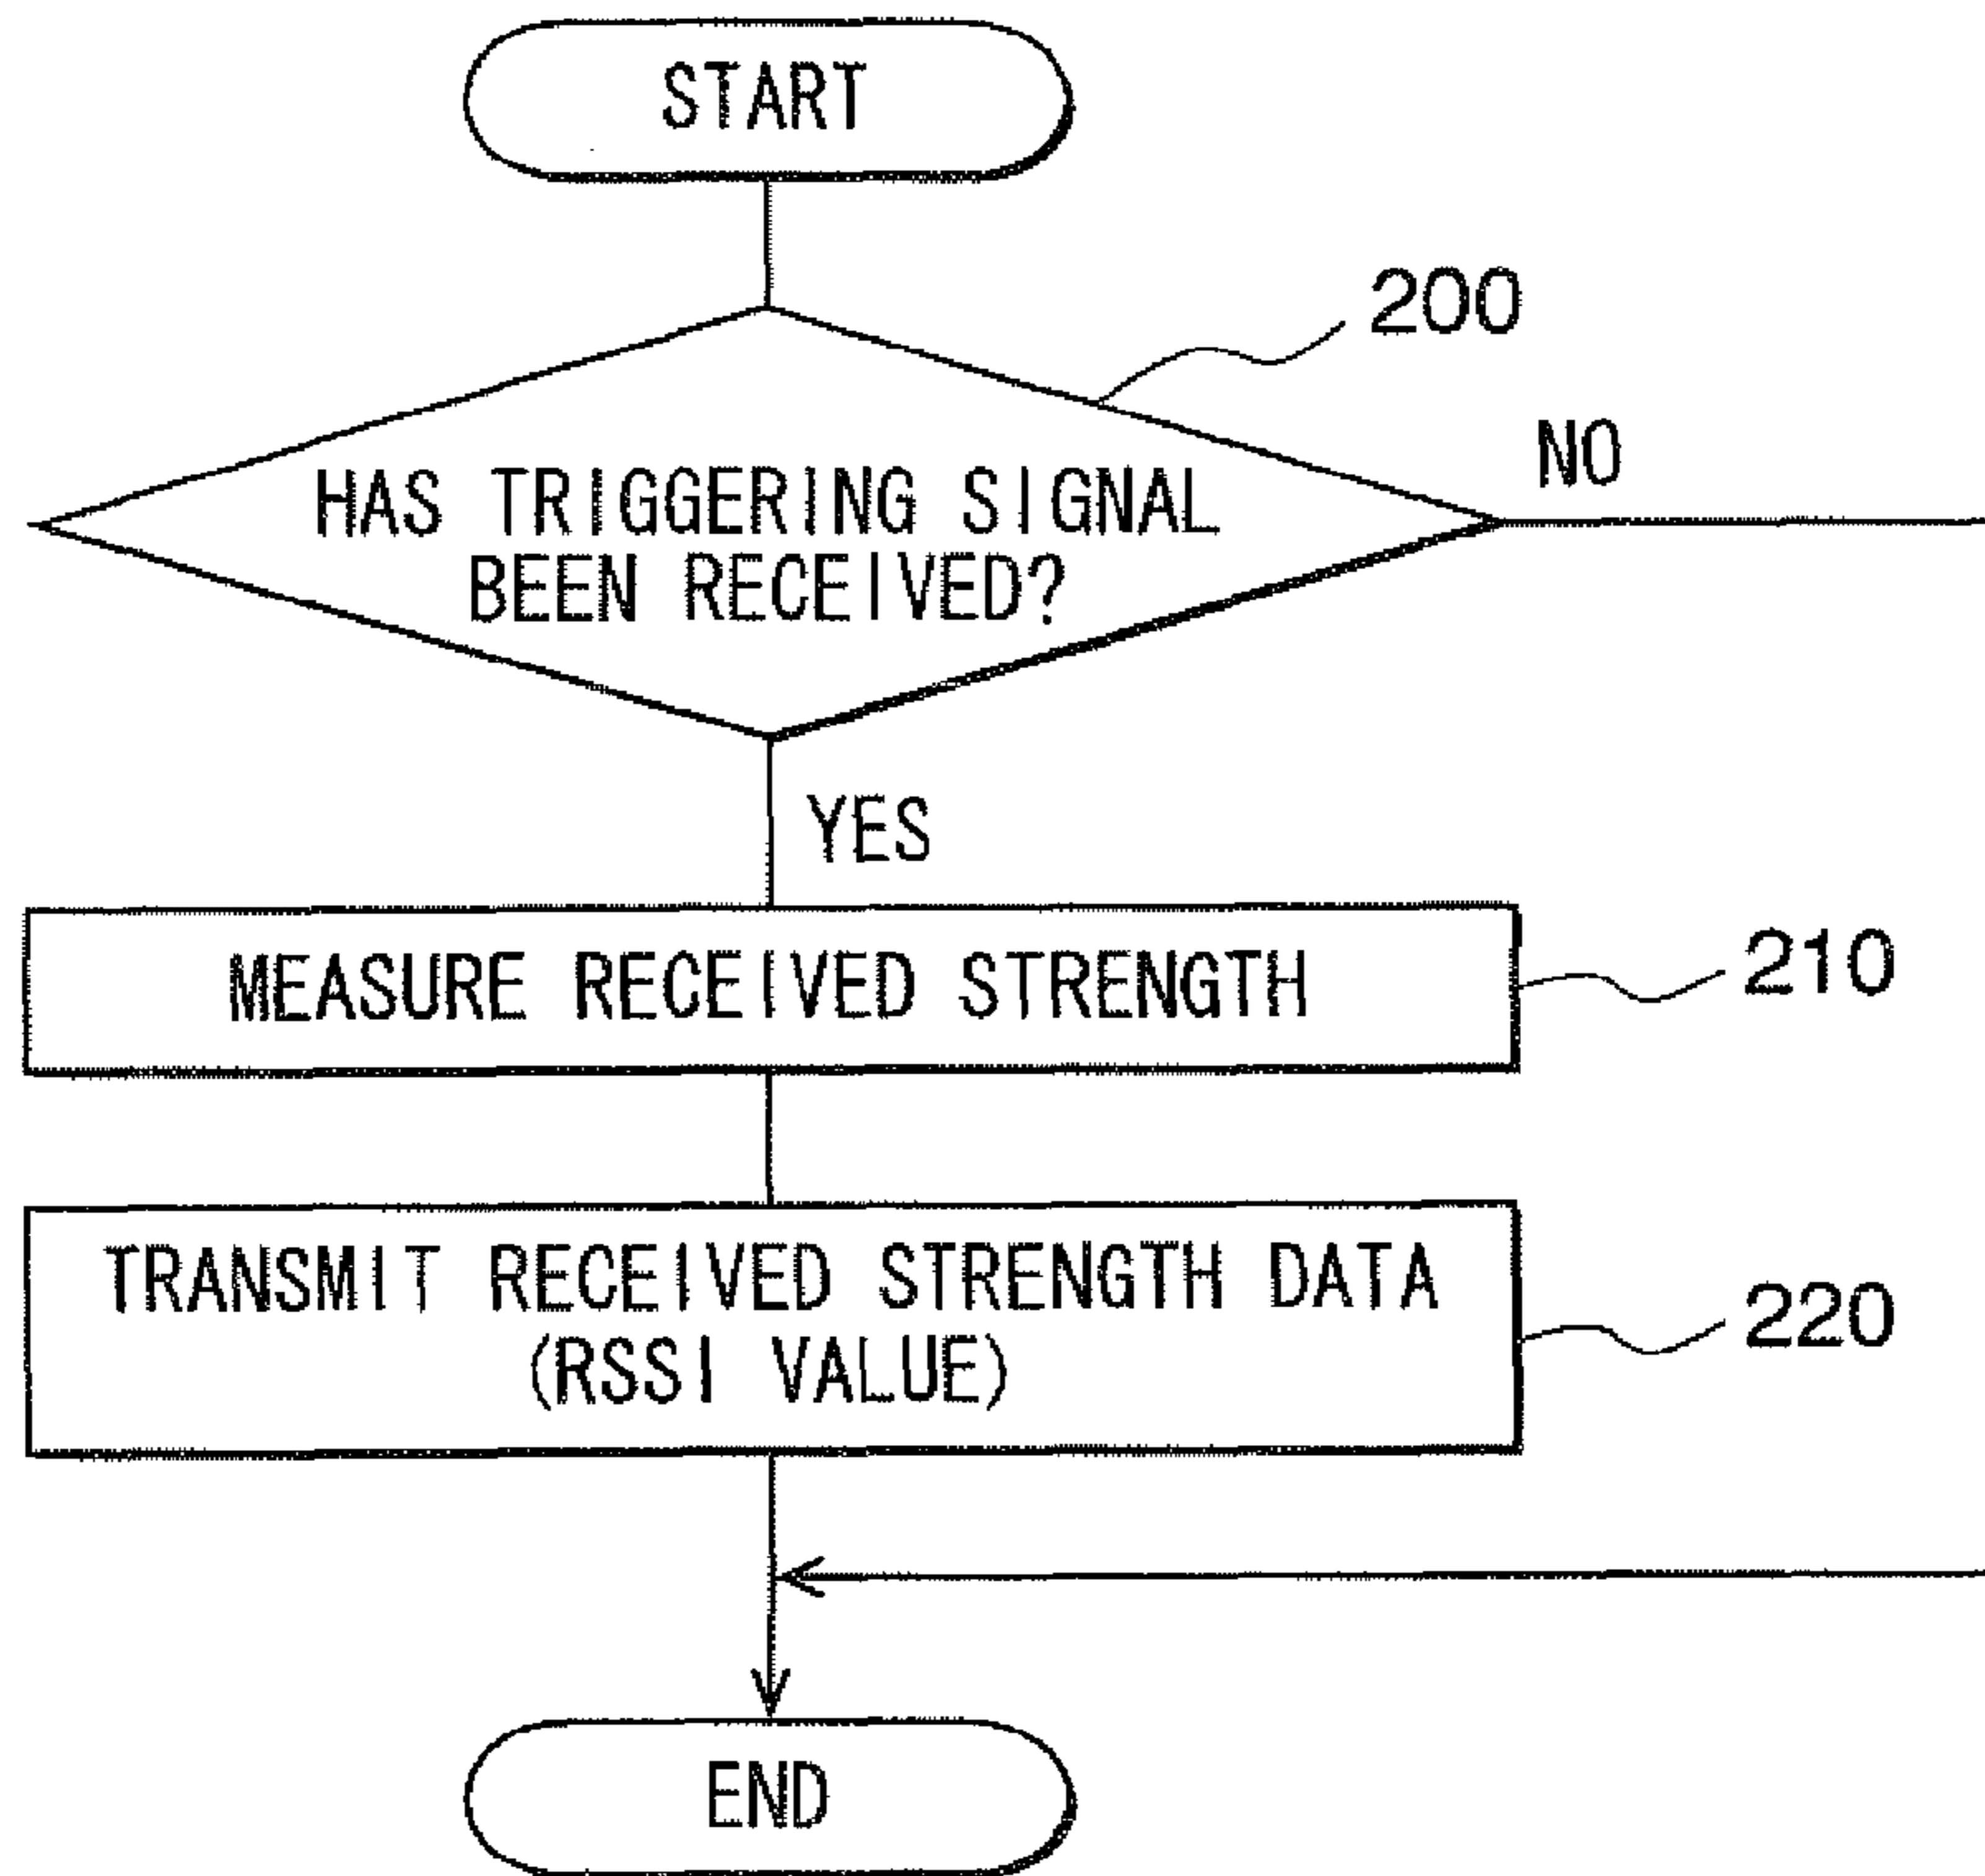 START
200
NO
HAS TRIGGERING SIGNAL
BEEN RECEIVED?
YES
MEASURE RECEIVED STRENGTH
210
TRANSMIT RECEIVED STRENGTH DATA
(RSSI VALUE)
220
END